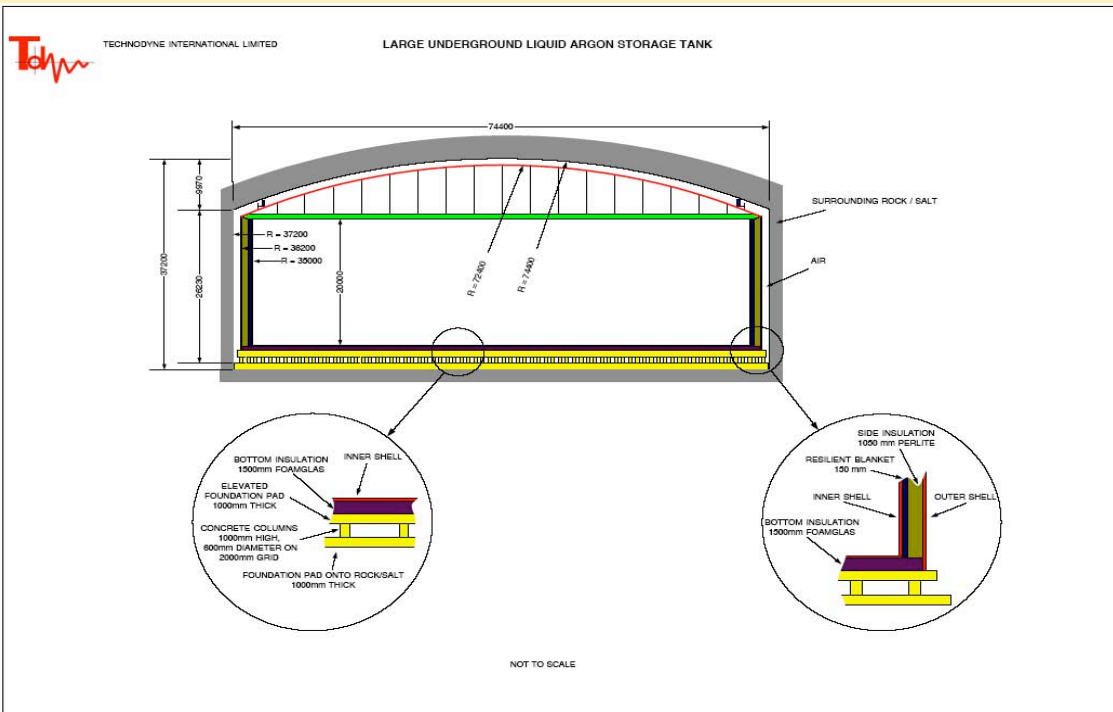 TECHNODYNE INTERNATIONAL LIMITED
LARGE UNDERGROUND LIQUID ARGON STORAGE TANK
74400
9970
37200
26230
20000
R = 37200
R = 36200
R = 35000
R = 72400
R = 74400
SURROUNDING ROCK / SALT
AIR
BOTTOM INSULATION
1500mm FOAMGLAS
INNER SHELL
ELEVATED
FOUNDATION PAD
1000mm THICK
CONCRETE COLUMNS
1000mm HIGH,
600mm DIAMETER ON
2000mm GRID
FOUNDATION PAD ONTO ROCK/SALT
1000mm THICK
SIDE INSULATION
1050 mm PERLITE
RESILIENT BLANKET
150 mm
INNER SHELL
OUTER SHELL
BOTTOM INSULATION
1500mm FOAMGLAS
NOT TO SCALE